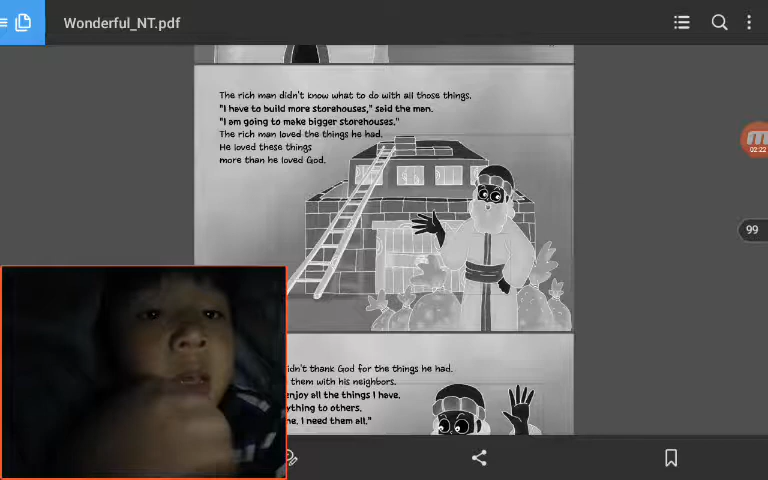 Wonderful_NT.pdf
The rich man didn't know what to do with all those things.
"I have to build more storehouses," said the man.
"I am going to make bigger storehouses."
The rich man loved the things he had.
He loved these things
more than he loved God.
02:22
99
didn't thank God for the things he had.
them with his neighbors.
enjoy all the things I have.
ything to others.
I need them all."